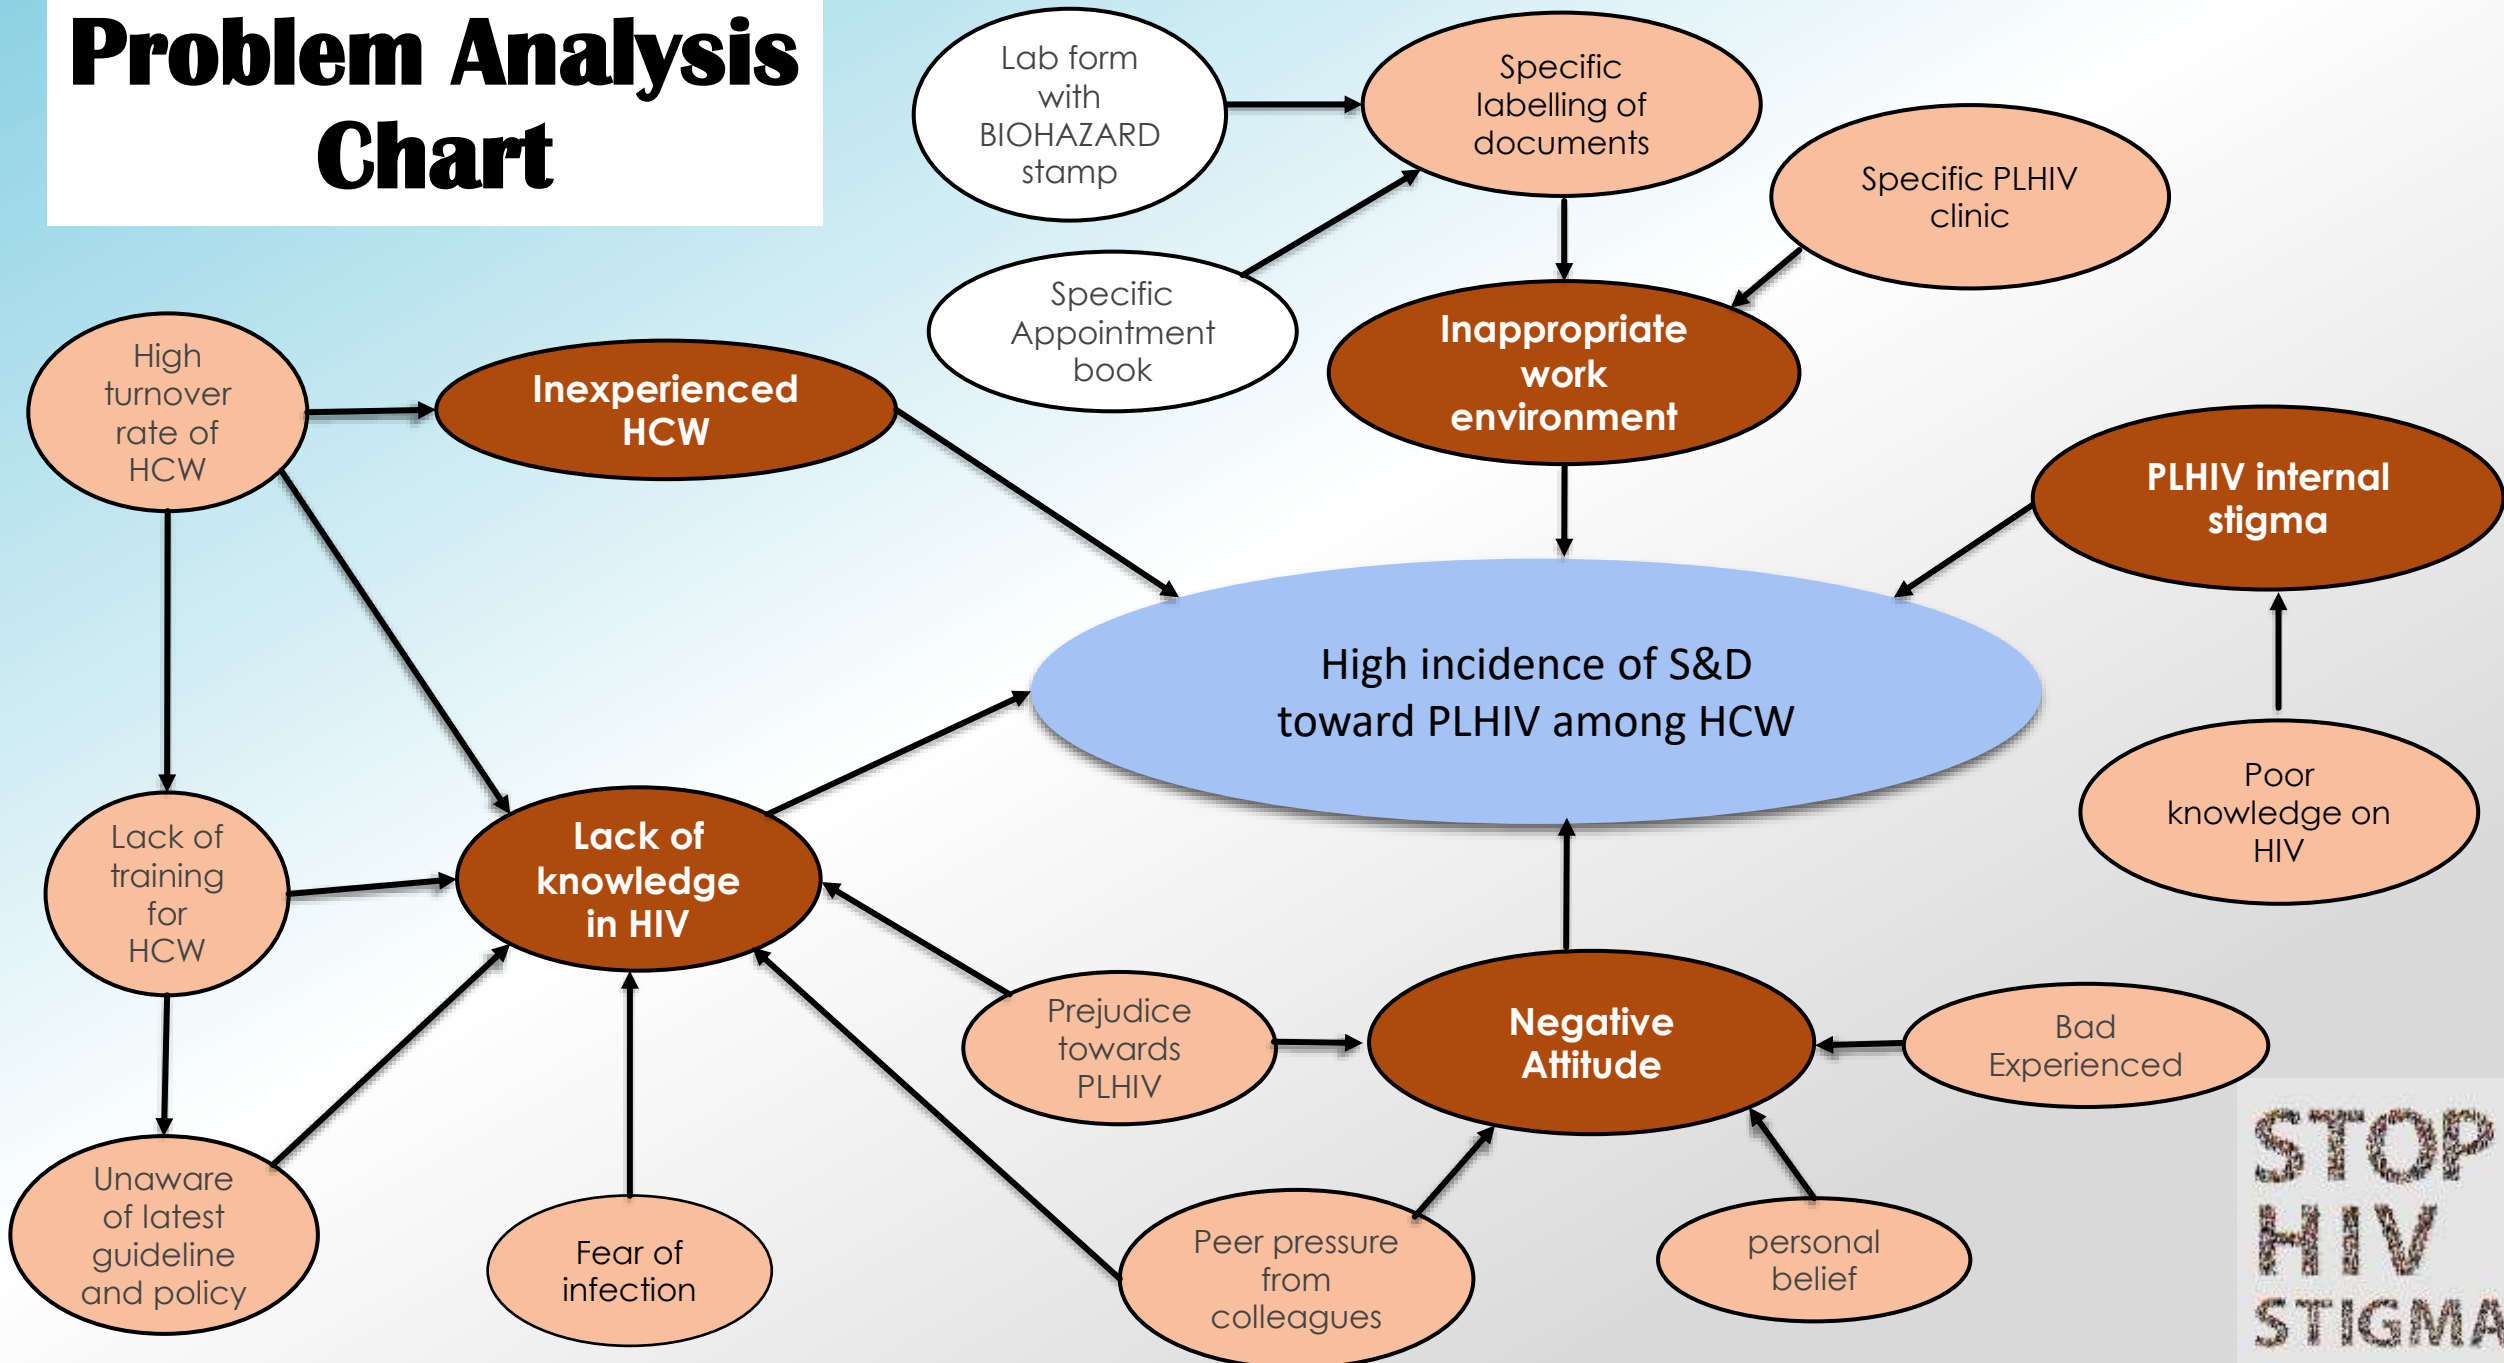 Problem Analysis
Chart
Lab form
with
BIOHAZARD
stamp
Specific
labelling of
documents
Specific PLHIV
clinic
Specific
Appointment
book
Inappropriate
work
environment
High
turnover
rate of
HCW
Inexperienced
HCW
PLHIV internal
stigma
High incidence of S&D
toward PLHIV among HCW
Poor
knowledge on
HIV
Lack of
training
for
HCW
Lack of
knowledge
in HIV
Prejudice
towards
PLHIV
Negative
Attitude
Bad
Experienced
Unaware
of latest
guideline
and policy
Fear of
infection
Peer pressure
from
colleagues
personal
belief
STOP
HIV
STIGMA